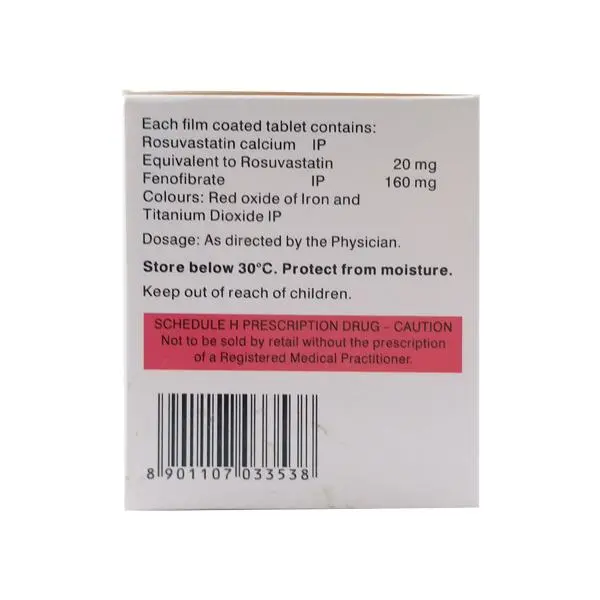 Each film coated tablet contains:
Rosuvastatin calcium IP
Equivalent to Rosuvastatin 20 mg
Fenofibrate IP 160 mg
Colours: Red oxide of Iron and
Titanium Dioxide IP
Dosage: As directed by the Physician.
Store below 30°C. Protect from moisture.
Keep out of reach of children.
SCHEDULE H PRESCRIPTION DRUG – CAUTION
Not to be sold by retail without the prescription
of a Registered Medical Practitioner.
8 901107 033538